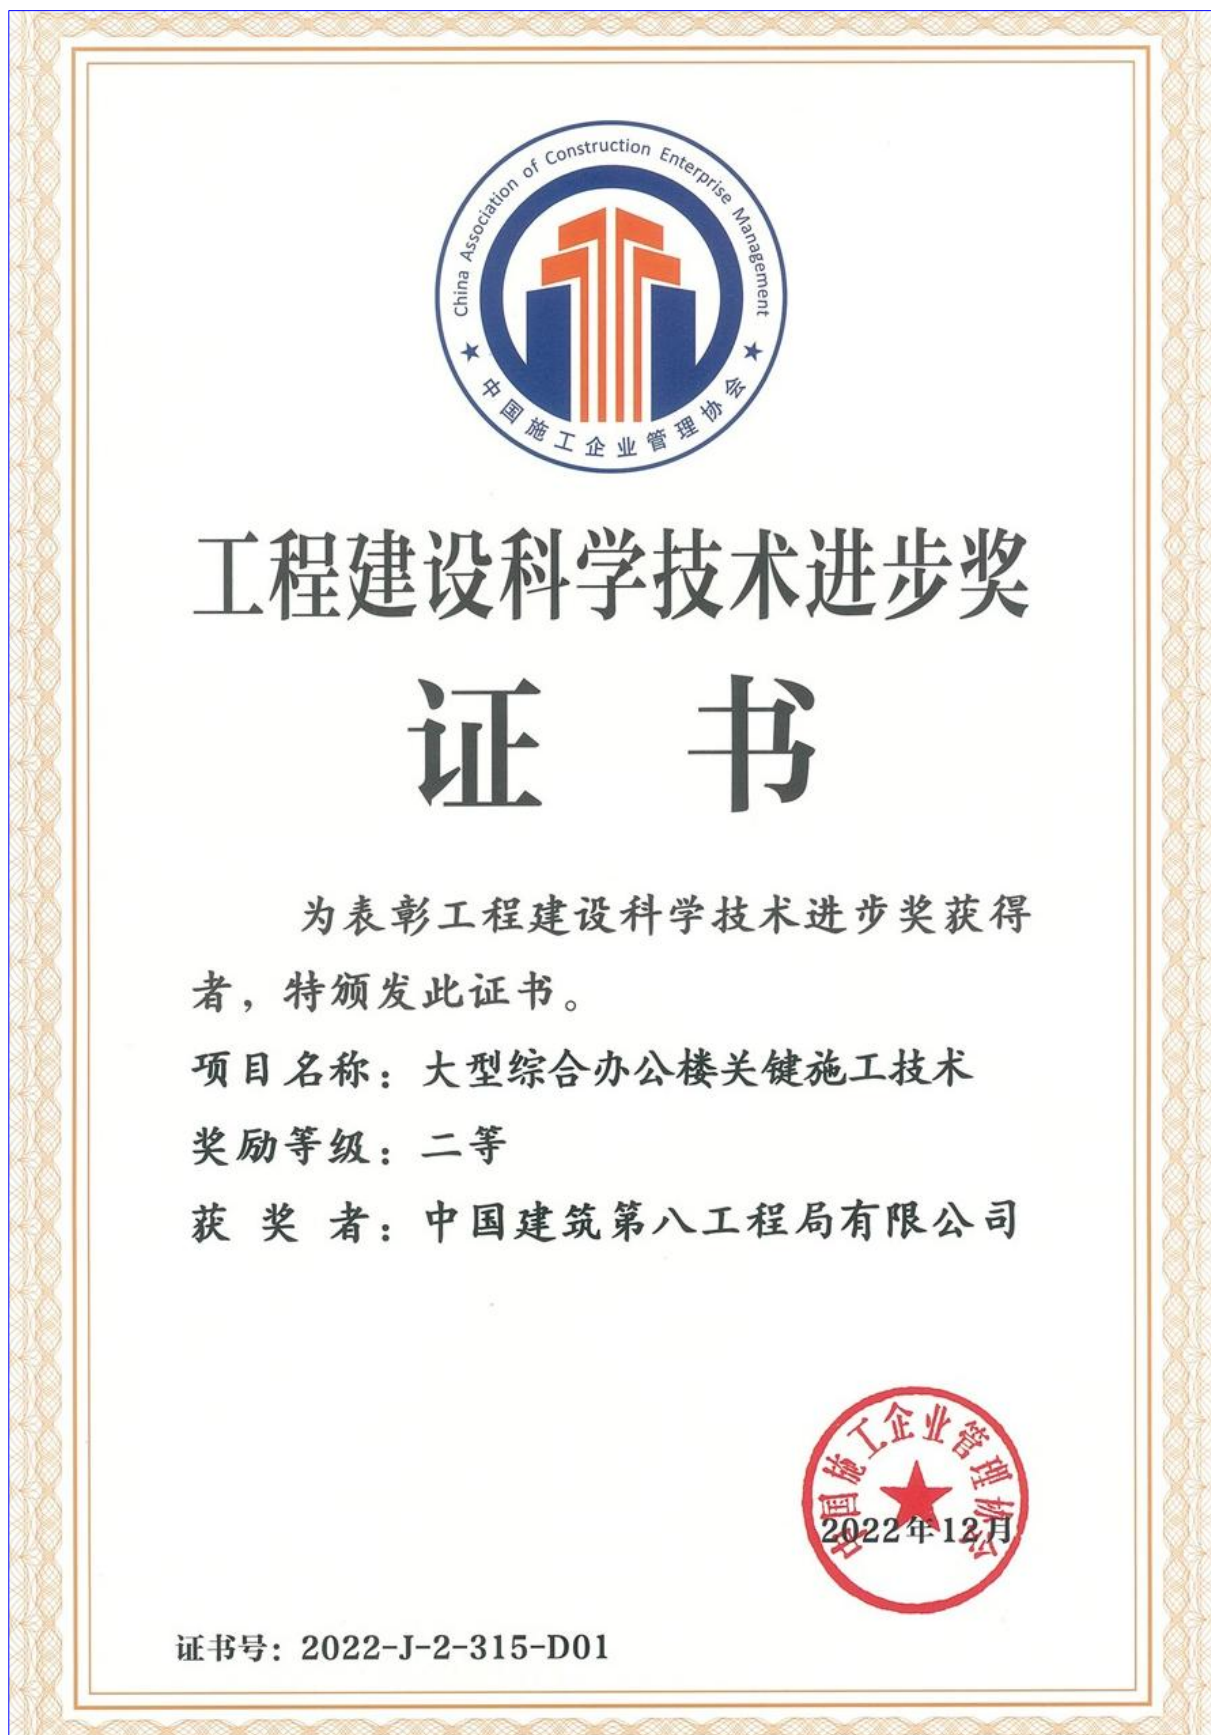 China Association of Construction Enterprise Management
★ 中国施工企业管理协会 ★
工程建设科学技术进步奖
证 书
为表彰工程建设科学技术进步奖获得
者，特颁发此证书。
项目名称：大型综合办公楼关键施工技术
奖励等级：二等
获 奖 者：中国建筑第八工程局有限公司
中国施工企业管理协会
2022年12月
证书号：2022-J-2-315-D01